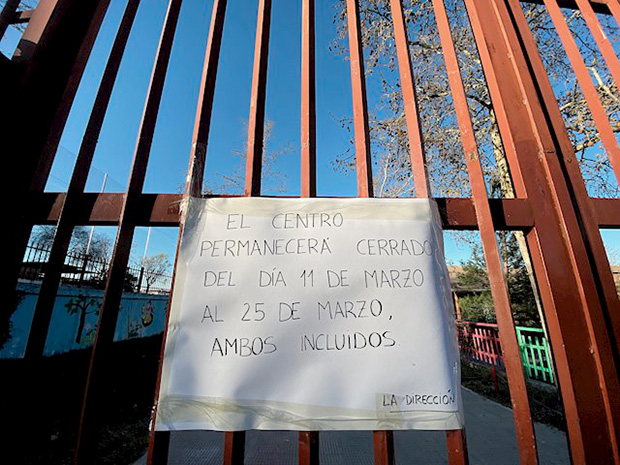 EL CENTRO
PERMANECERÁ CERRADO
DEL DÍA 11 DE MARZO
AL 25 DE MARZO,
AMBOS INCLUIDOS
LA DIRECCIÓN